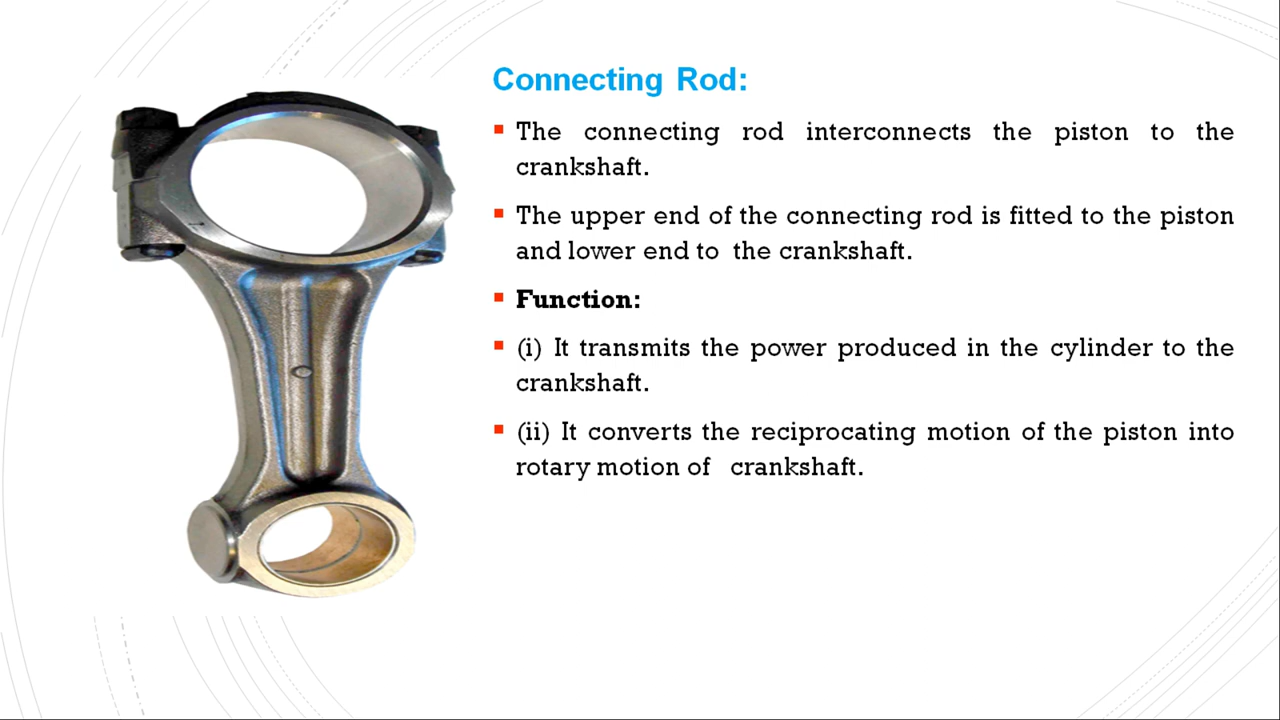 Connecting Rod:
The connecting rod interconnects the piston to the
crankshaft.
The upper end of the connecting rod is fitted to the piston
and lower end to the crankshaft.
Function:
(i) It transmits the power produced in the cylinder to the
crankshaft.
(ii) It converts the reciprocating motion of the piston into
rotary motion of crankshaft.